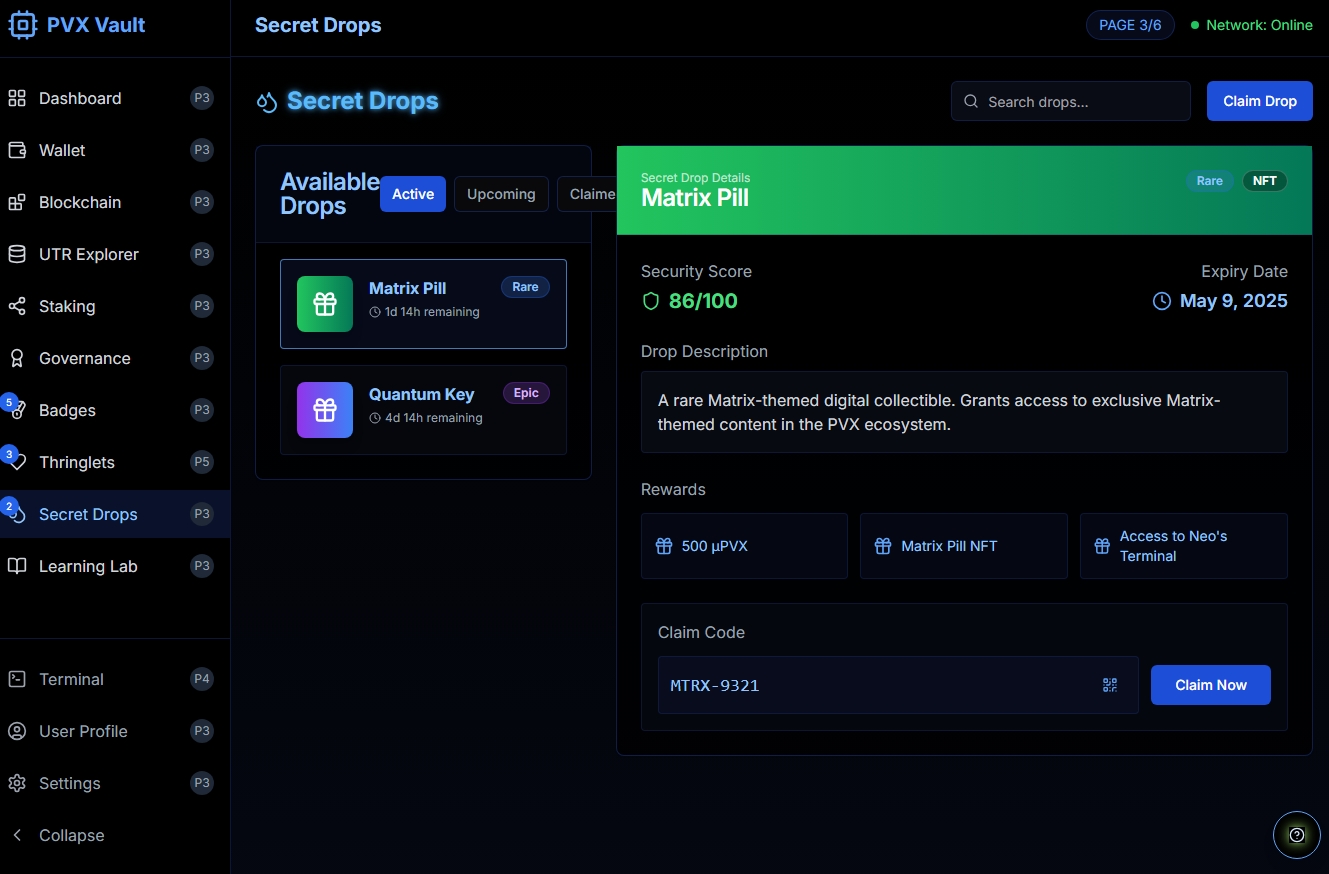 PVX Vault
Dashboard P3
Wallet P3
Blockchain P3
UTR Explorer P3
Staking P3
Governance P3
5
Badges P3
3
Thringlets P5
2
Secret Drops P3
Learning Lab P3
Terminal P4
User Profile P3
Settings P3
Collapse
Secret Drops
PAGE 3/6
Network: Online
Secret Drops
Search drops...
Claim Drop
Available
Drops
Active
Upcoming
Claime
Matrix Pill
Rare
1d 14h remaining
Quantum Key
Epic
4d 14h remaining
Secret Drop Details
Matrix Pill
Rare
NFT
Security Score
86/100
Expiry Date
May 9, 2025
Drop Description
A rare Matrix-themed digital collectible. Grants access to exclusive Matrix-
themed content in the PVX ecosystem.
Rewards
500 μPVX
Matrix Pill NFT
Access to Neo's
Terminal
Claim Code
MTRX-9321
Claim Now